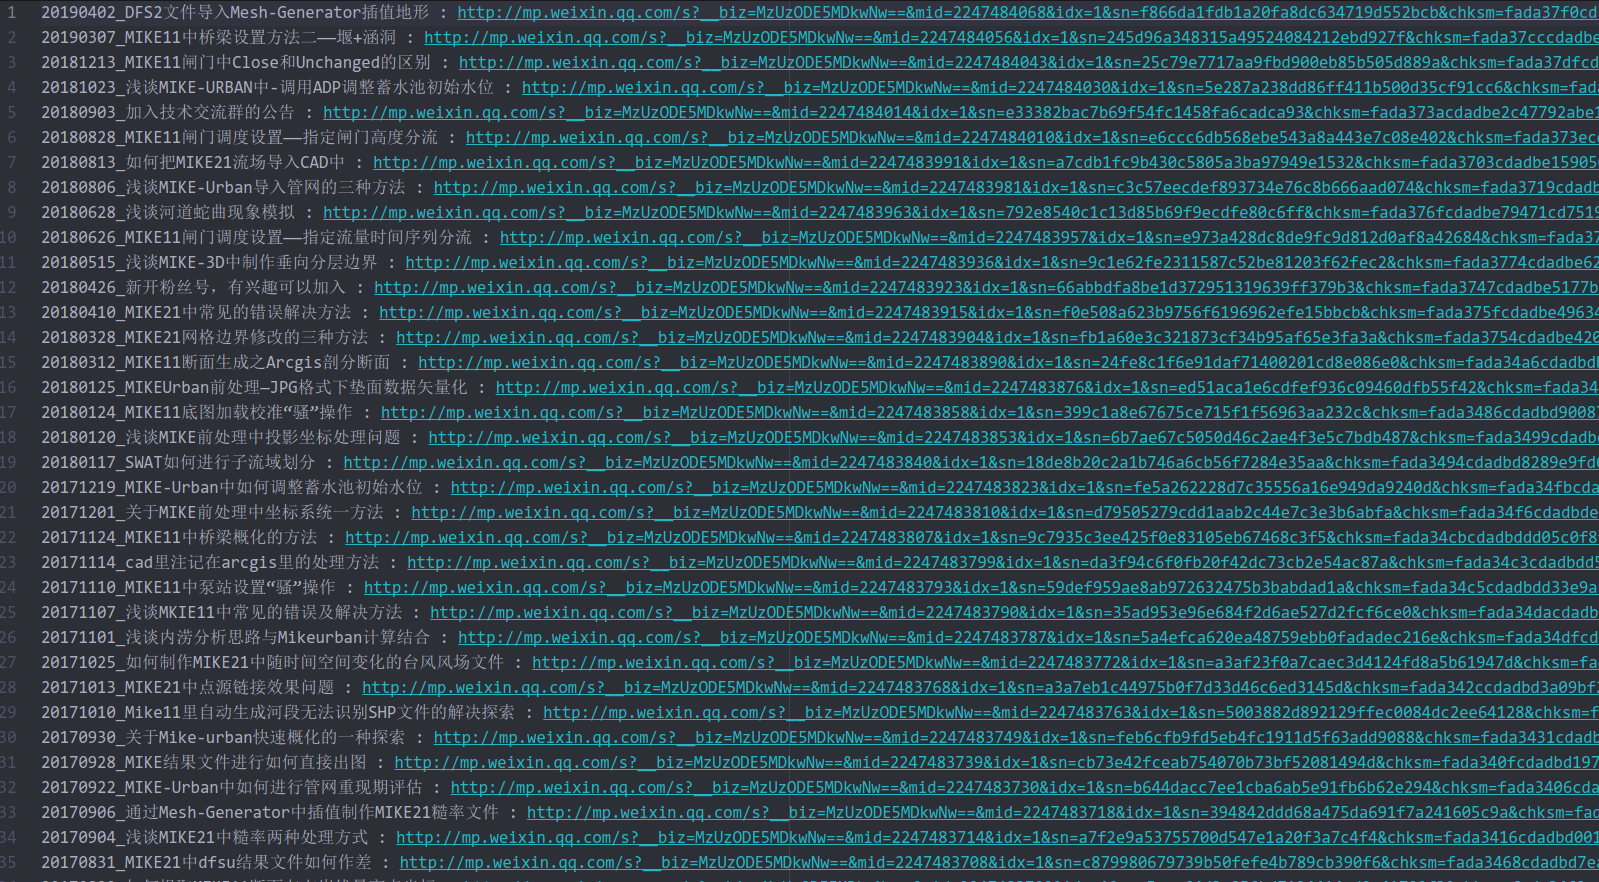 1 20190402_DFS2文件导入Mesh-Generator插值地形 : http://mp.weixin.qq.com/s?__biz=MzUzODE5MDkwNw==&mid=2247484068&idx=1&sn=f866da1fdb1a20fa8dc634719d552bcb&chksm=fada37f0cd
2 20190307_MIKE11中桥梁设置方法二——堰+涵洞 : http://mp.weixin.qq.com/s?__biz=MzUzODE5MDkwNw==&mid=2247484056&idx=1&sn=245d96a348315a49524084212ebd927f&chksm=fada37cccdadbe
3 20181213_MIKE11闸门中Close和Unchanged的区别 : http://mp.weixin.qq.com/s?__biz=MzUzODE5MDkwNw==&mid=2247484043&idx=1&sn=25c79e7717aa9fbd900eb85b505d889a&chksm=fada37dfcd
4 20181023_浅谈MIKE-URBAN中-调用ADP调整蓄水池初始水位 : http://mp.weixin.qq.com/s?__biz=MzUzODE5MDkwNw==&mid=2247484030&idx=1&sn=5e287a238dd86ff411b500d35cf91cc6&chksm=fada
5 20180903_加入技术交流群的公告 : http://mp.weixin.qq.com/s?__biz=MzUzODE5MDkwNw==&mid=2247484014&idx=1&sn=e33382bac7b69f54fc1458fa6cadca93&chksm=fada373acdadbe2c47792abe1
6 20180828_MIKE11闸门调度设置——指定闸门高度分流 : http://mp.weixin.qq.com/s?__biz=MzUzODE5MDkwNw==&mid=2247484010&idx=1&sn=e6ccc6db568ebe543a8a443e7c08e402&chksm=fada373ec
7 20180813_如何把MIKE21流场导入CAD中 : http://mp.weixin.qq.com/s?__biz=MzUzODE5MDkwNw==&mid=2247483991&idx=1&sn=a7cdb1fc9b430c5805a3ba97949e1532&chksm=fada3703cdadbe15905
8 20180806_浅谈MIKE-Urban导入管网的三种方法 : http://mp.weixin.qq.com/s?__biz=MzUzODE5MDkwNw==&mid=2247483981&idx=1&sn=c3c57eecdef893734e76c8b666aad074&chksm=fada3719cdadb
9 20180628_浅谈河道蛇曲现象模拟 : http://mp.weixin.qq.com/s?__biz=MzUzODE5MDkwNw==&mid=2247483963&idx=1&sn=792e8540c1c13d85b69f9ecdfe80c6ff&chksm=fada376fcdadbe79471cd7519
10 20180626_MIKE11闸门调度设置——指定流量时间序列分流 : http://mp.weixin.qq.com/s?__biz=MzUzODE5MDkwNw==&mid=2247483957&idx=1&sn=e973a428dc8de9fc9d812d0af8a42684&chksm=fada37
11 20180515_浅谈MIKE-3D中制作垂向分层边界 : http://mp.weixin.qq.com/s?__biz=MzUzODE5MDkwNw==&mid=2247483936&idx=1&sn=9c1e62fe2311587c52be81203f62fec2&chksm=fada3774cdadbe62
12 20180426_新开粉丝号，有兴趣可以加入 : http://mp.weixin.qq.com/s?__biz=MzUzODE5MDkwNw==&mid=2247483923&idx=1&sn=66abbdfa8be1d372951319639ff379b3&chksm=fada3747cdadbe5177b
13 20180410_MIKE21中常见的错误解决方法 : http://mp.weixin.qq.com/s?__biz=MzUzODE5MDkwNw==&mid=2247483915&idx=1&sn=f0e508a623b9756f6196962efe15bbcb&chksm=fada375fcdadbe49634
14 20180328_MIKE21网格边界修改的三种方法 : http://mp.weixin.qq.com/s?__biz=MzUzODE5MDkwNw==&mid=2247483904&idx=1&sn=fb1a60e3c321873cf34b95af65e3fa3a&chksm=fada3754cdadbe420
15 20180312_MIKE11断面生成之Arcgis剖分断面 : http://mp.weixin.qq.com/s?__biz=MzUzODE5MDkwNw==&mid=2247483890&idx=1&sn=24fe8c1f6e91daf71400201cd8e086e0&chksm=fada34a6cdadbd
16 20180125_MIKEUrban前处理—JPG格式下垫面数据矢量化 : http://mp.weixin.qq.com/s?__biz=MzUzODE5MDkwNw==&mid=2247483876&idx=1&sn=ed51aca1e6cdfef936c09460dfb55f42&chksm=fada34
17 20180124_MIKE11底图加载校准“骚”操作 : http://mp.weixin.qq.com/s?__biz=MzUzODE5MDkwNw==&mid=2247483858&idx=1&sn=399c1a8e67675ce715f1f56963aa232c&chksm=fada3486cdadbd9008
18 20180120_浅谈MIKE前处理中投影坐标处理问题 : http://mp.weixin.qq.com/s?__biz=MzUzODE5MDkwNw==&mid=2247483853&idx=1&sn=6b7ae67c5050d46c2ae4f3e5c7bdb487&chksm=fada3499cdadb
19 20180117_SWAT如何进行子流域划分 : http://mp.weixin.qq.com/s?__biz=MzUzODE5MDkwNw==&mid=2247483840&idx=1&sn=18de8b20c2a1b746a6cb56f7284e35aa&chksm=fada3494cdadbd8289e9fd
20 20171219_MIKE-Urban中如何调整蓄水池初始水位 : http://mp.weixin.qq.com/s?__biz=MzUzODE5MDkwNw==&mid=2247483823&idx=1&sn=fe5a262228d7c35556a16e949da9240d&chksm=fada34fbcda
21 20171201_关于MIKE前处理中坐标系统一方法 : http://mp.weixin.qq.com/s?__biz=MzUzODE5MDkwNw==&mid=2247483810&idx=1&sn=d79505279cdd1aab2c44e7c3e3b6abfa&chksm=fada34f6cdadbde
22 20171124_MIKE11中桥梁概化的方法 : http://mp.weixin.qq.com/s?__biz=MzUzODE5MDkwNw==&mid=2247483807&idx=1&sn=9c7935c3ee425f0e83105eb67468c3f5&chksm=fada34cbcdadbddd05c0f8
23 20171114_cad里注记在arcgis里的处理方法 : http://mp.weixin.qq.com/s?__biz=MzUzODE5MDkwNw==&mid=2247483799&idx=1&sn=da3f94c6f0fb20f42dc73cb2e54ac87a&chksm=fada34c3cdadbdd5
24 20171110_MIKE11中泵站设置“骚”操作 : http://mp.weixin.qq.com/s?__biz=MzUzODE5MDkwNw==&mid=2247483793&idx=1&sn=59def959ae8ab972632475b3babdad1a&chksm=fada34c5cdadbdd33e9a
25 20171107_浅谈MKIE11中常见的错误及解决方法 : http://mp.weixin.qq.com/s?__biz=MzUzODE5MDkwNw==&mid=2247483790&idx=1&sn=35ad953e96e684f2d6ae527d2fcf6ce0&chksm=fada34dacdadb
26 20171101_浅谈内涝分析思路与Mikeurban计算结合 : http://mp.weixin.qq.com/s?__biz=MzUzODE5MDkwNw==&mid=2247483787&idx=1&sn=5a4efca620ea48759ebb0fadadec216e&chksm=fada34dfcd
27 20171025_如何制作MIKE21中随时间空间变化的台风风场文件 : http://mp.weixin.qq.com/s?__biz=MzUzODE5MDkwNw==&mid=2247483772&idx=1&sn=a3af23f0a7caec3d4124fd8a5b61947d&chksm=fa
28 20171013_MIKE21中点源链接效果问题 : http://mp.weixin.qq.com/s?__biz=MzUzODE5MDkwNw==&mid=2247483768&idx=1&sn=a3a7eb1c44975b0f7d33d46c6ed3145d&chksm=fada342ccdadbd3a09bf
29 20171010_Mike11里自动生成河段无法识别SHP文件的解决探索 : http://mp.weixin.qq.com/s?__biz=MzUzODE5MDkwNw==&mid=2247483763&idx=1&sn=5003882d892129ffec0084dc2ee64128&chksm=f
30 20170930_关于Mike-urban快速概化的一种探索 : http://mp.weixin.qq.com/s?__biz=MzUzODE5MDkwNw==&mid=2247483749&idx=1&sn=feb6cfb9fd5eb4fc1911d5f63add9088&chksm=fada3431cdadb
31 20170928_MIKE结果文件进行如何直接出图 : http://mp.weixin.qq.com/s?__biz=MzUzODE5MDkwNw==&mid=2247483739&idx=1&sn=cb73e42fceab754070b73bf52081494d&chksm=fada340fcdadbd197
32 20170922_MIKE-Urban中如何进行管网重现期评估 : http://mp.weixin.qq.com/s?__biz=MzUzODE5MDkwNw==&mid=2247483730&idx=1&sn=b644dacc7ee1cba6ab5e91fb6b62e294&chksm=fada3406cda
33 20170906_通过Mesh-Generator中插值制作MIKE21糙率文件 : http://mp.weixin.qq.com/s?__biz=MzUzODE5MDkwNw==&mid=2247483718&idx=1&sn=394842ddd68a475da691f7a241605c9a&chksm=fad
34 20170904_浅谈MIKE21中糙率两种处理方式 : http://mp.weixin.qq.com/s?__biz=MzUzODE5MDkwNw==&mid=2247483714&idx=1&sn=a7f2e9a53755700d547e1a20f3a7c4f4&chksm=fada3416cdadbd001
35 20170831_MIKE21中dfsu结果文件如何作差 : http://mp.weixin.qq.com/s?__biz=MzUzODE5MDkwNw==&mid=2247483708&idx=1&sn=c879980679739b50fefe4b789cb390f6&chksm=fada3468cdadbd7ea